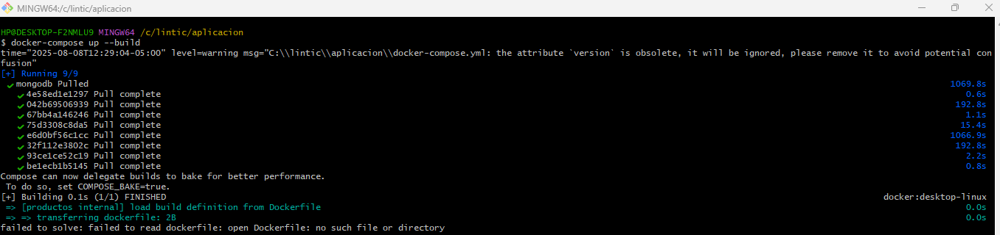 MINGW64:/c/lintic/aplicacion
HP@DESKTOP-F2NMLU9 MINGW64 /c/lintic/aplicacion
$ docker-compose up --build
time="2025-08-08T12:29:04-05:00" level=warning msg="C:\\lintic\\aplicacion\\docker-compose.yml: the attribute `version` is obsolete, it will be ignored, please remove it to avoid potential con
fusion"
[+] Running 9/9
✔ mongodb Pulled 1069.8s
✔ 4e58ed1e1297 Pull complete 0.6s
✔ 042b69506939 Pull complete 192.8s
✔ 67bb4a146246 Pull complete 1.1s
✔ 75d3308c8da5 Pull complete 15.4s
✔ e6d0bf56c1cc Pull complete 1066.9s
✔ 32f112e3802c Pull complete 192.8s
✔ 93ce1ce52c19 Pull complete 2.2s
✔ be1ecb1b5145 Pull complete 0.8s
Compose can now delegate builds to bake for better performance.
To do so, set COMPOSE_BAKE=true.
[+] Building 0.1s (1/1) FINISHED docker:desktop-linux
=> [productos internal] load build definition from Dockerfile 0.0s
=> => transferring dockerfile: 2B 0.0s
failed to solve: failed to read dockerfile: open Dockerfile: no such file or directory